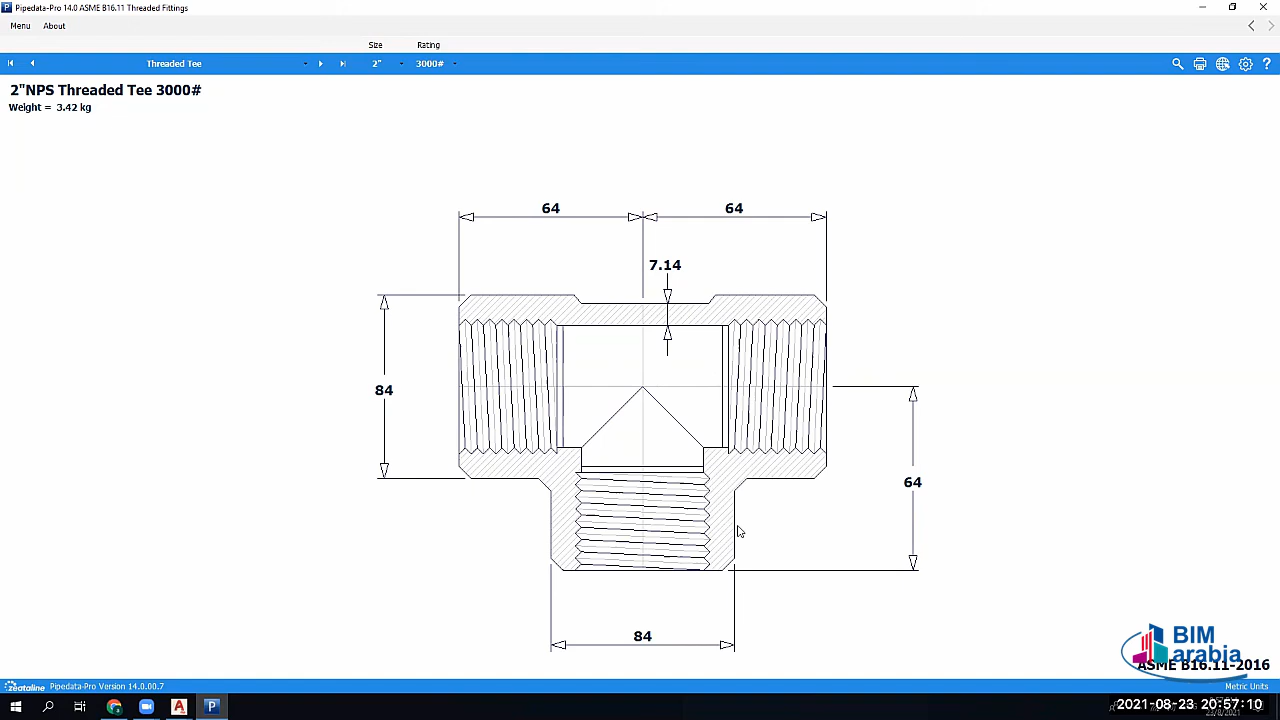 Pipedata-Pro 14.0 ASME B16.11 Threaded Fittings
Menu About
Size Rating
Threaded Tee 2" 3000#
2"NPS Threaded Tee 3000#
Weight = 3.42 kg
64 64
7.14
84
64
84
BIM
arabia
ASME B16.11-2016
Zeataline Pipedata-Pro Version 14.0.00.7 Metric Units
2021-08-23 20:57:10